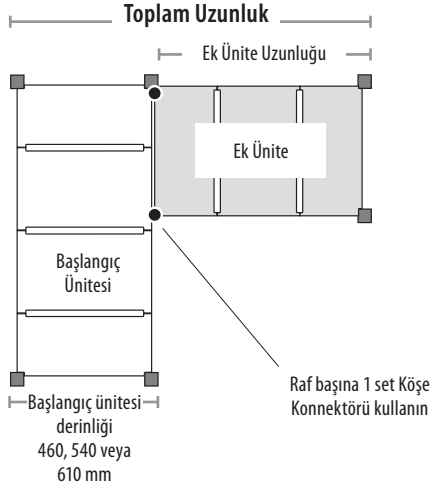 Toplam Uzunluk
Ek Ünite Uzunluğu
Ek Ünite
Başlangıç
Ünitesi
Raf başına 1 set Köşe
Konnektörü kullanın
Başlangıç ünitesi
derinliği
460, 540 veya
610 mm